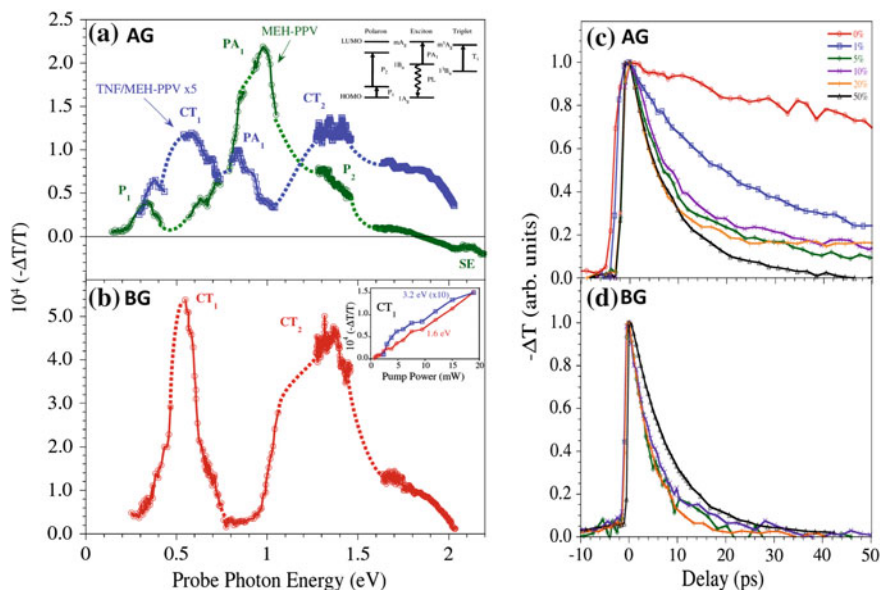 (a) AG
PA1
MEH-PPV
TNF/MEH-PPV x5
CT1
PA1
CT2
P1
P2
SE
Polaron Exciton Triplet
LUMO
HOMO
P2
P1
mAg
1Bu
1Ag
PA1
PL
m3Ag
13Bu
T1
2.5
2.0
1.5
1.0
0.5
0.0
10^4 (-ΔT/T)
(b) BG
CT1
CT2
5.0
4.0
3.0
2.0
1.0
0.0
CT1
3.2 eV (x10)
1.6 eV
10^4 (-ΔT/T)
1.5
1.0
0.5
0.0
0 5 10 15 20
Pump Power (mW)
0 0.5 1 1.5 2
Probe Photon Energy (eV)
(c) AG
0%
1%
5%
10%
20%
50%
1.0
0.8
0.6
0.4
0.2
0.0
-ΔT (arb. units)
(d) BG
1.0
0.8
0.6
0.4
0.2
0.0
-10 0 10 20 30 40 50
Delay (ps)